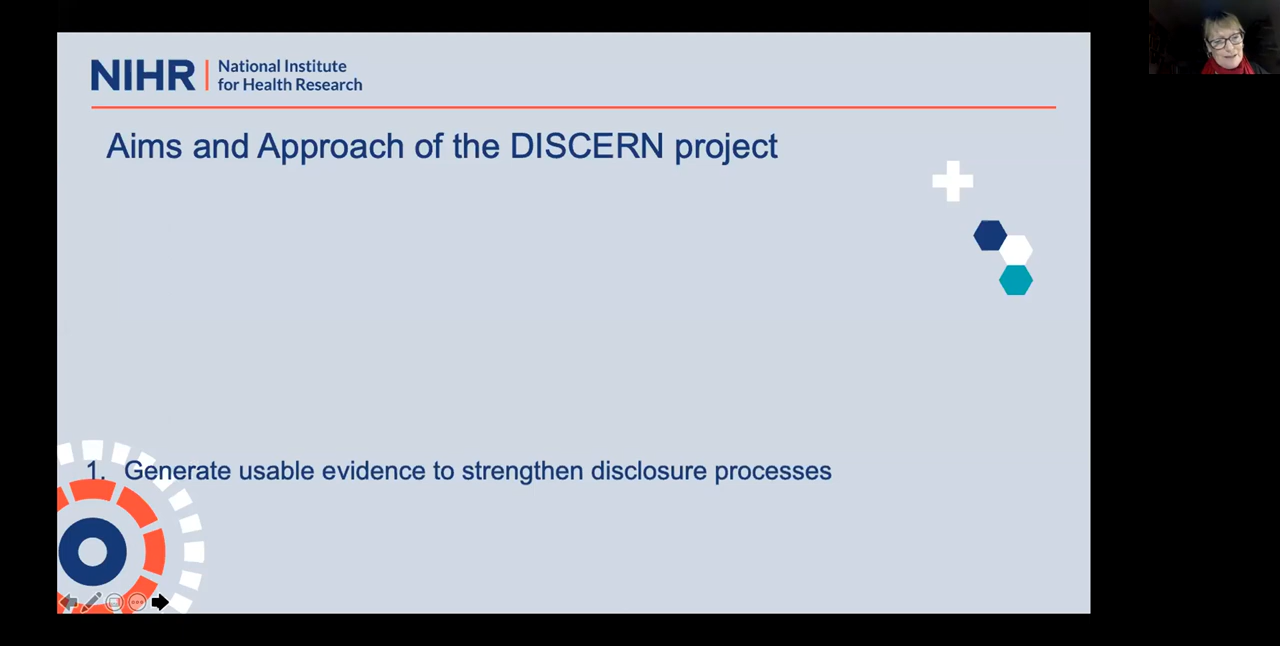 NIHR
National Institute
for Health Research
Aims and Approach of the DISCERN project
1. Generate usable evidence to strengthen disclosure processes